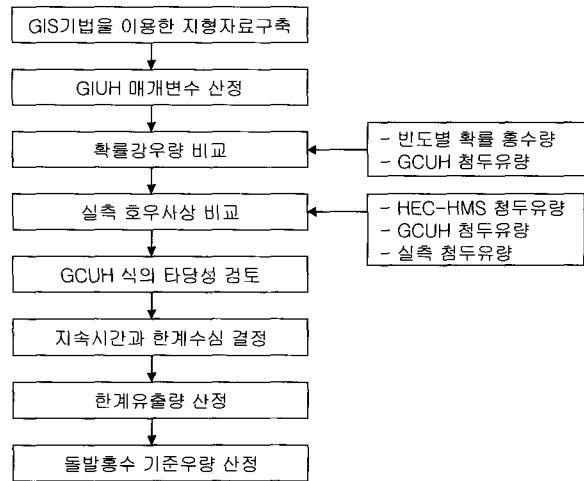 GIS기법을 이용한 지형자료구축
GIUH 매개변수 산정
확률강우량 비교
- 빈도별 확률 홍수량
- GCUH 첨두유량
실측 호우사상 비교
- HEC-HMS 첨두유량
- GCUH 첨두유량
- 실측 첨두유량
GCUH 식의 타당성 검토
지속시간과 한계수심 결정
한계유출량 산정
돌발홍수 기준우량 산정